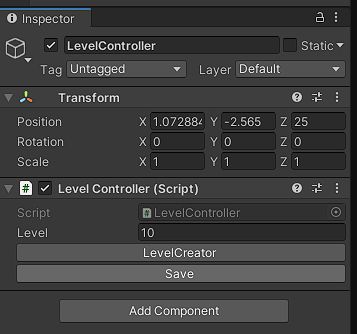 Inspector
LevelController
Static
Tag Untagged Layer Default
Transform
Position X 1.072884 Y -2.565 Z 25
Rotation X 0 Y 0 Z 0
Scale X 1 Y 1 Z 1
# Level Controller (Script)
Script # LevelController
Level 10
LevelCreator
Save
Add Component